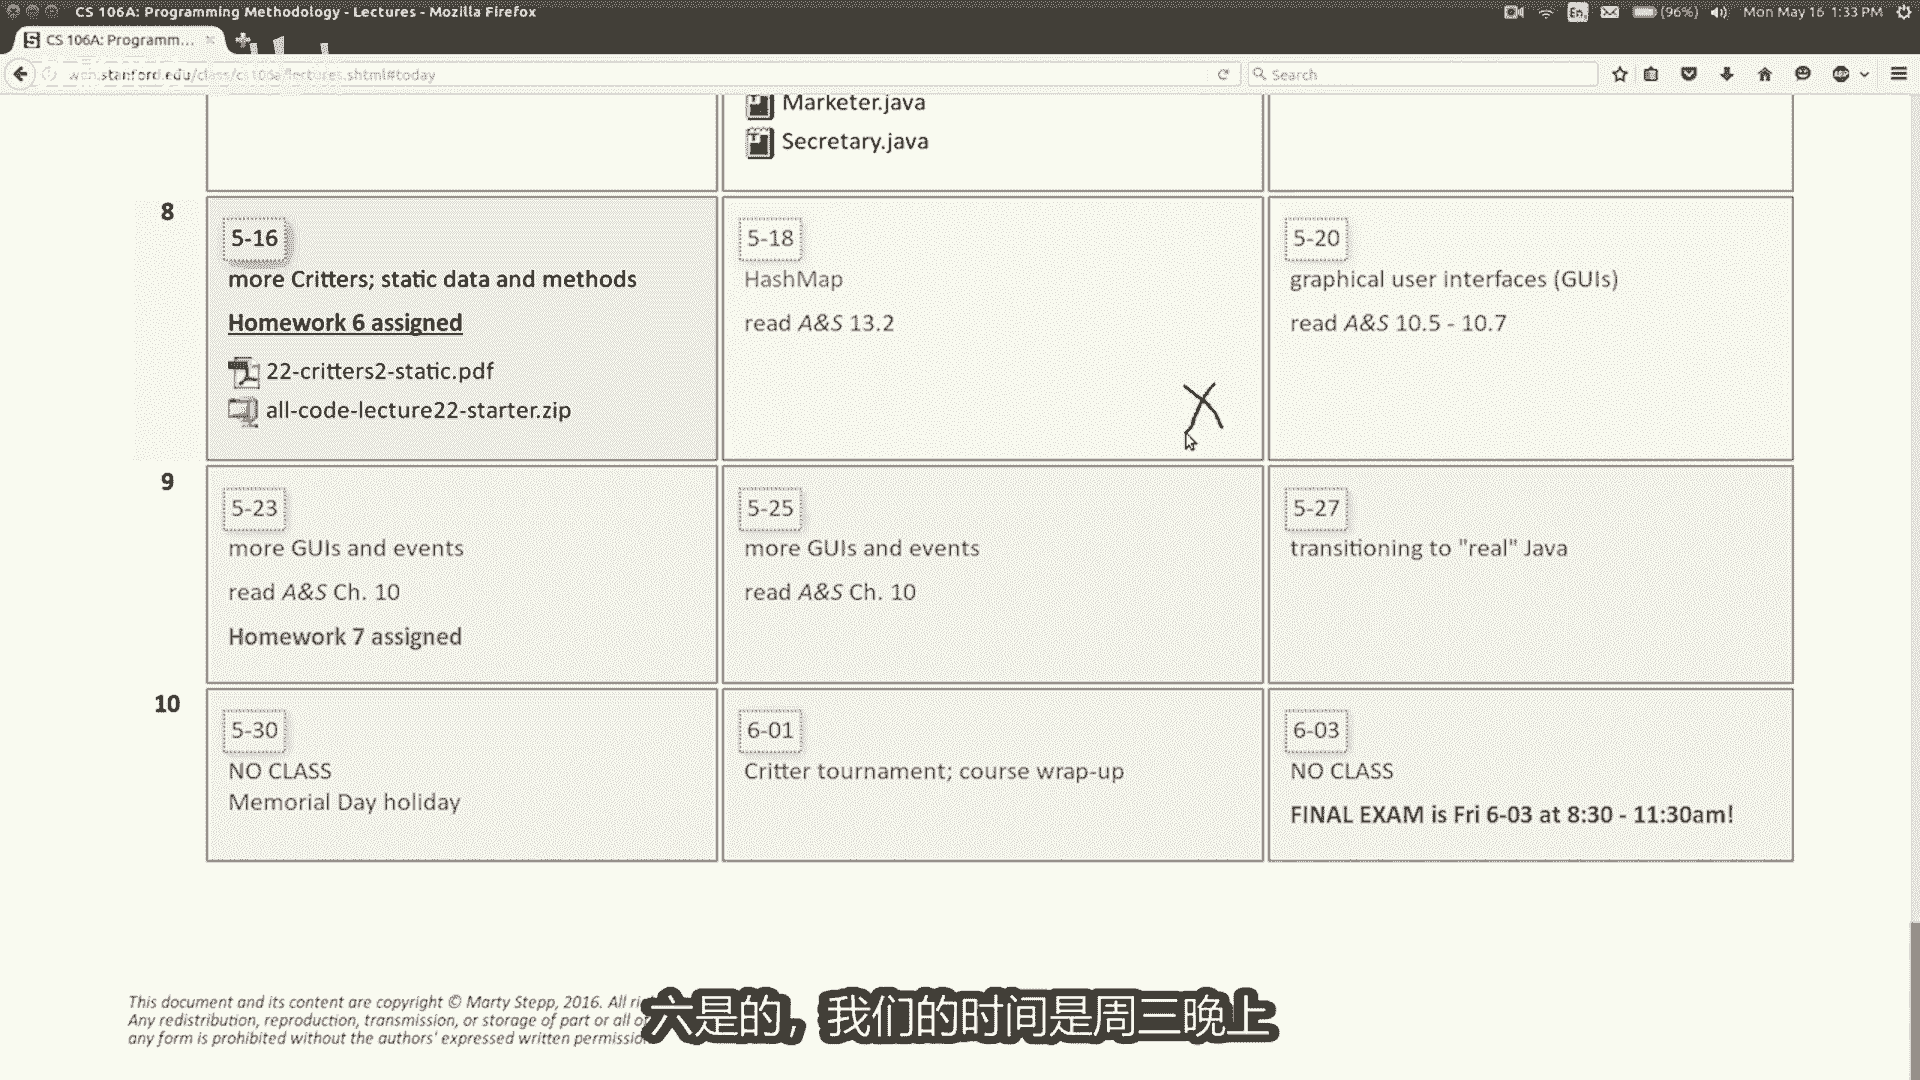 CS 106A: Programming Methodology - Lectures - Mozilla Firefox
En
(96%)
Mon May 16 1:33 PM
CS 106A: Programm...
web.stanford.edu/class/cs106a/lectures.shtml#today
Search
Marketer.java
Secretary.java
8
5-16
more Critters; static data and methods
Homework 6 assigned
22-critters2-static.pdf
all-code-lecture22-starter.zip
5-18
HashMap
read A&S 13.2
X
5-20
graphical user interfaces (GUIs)
read A&S 10.5 - 10.7
9
5-23
more GUIs and events
read A&S Ch. 10
Homework 7 assigned
5-25
more GUIs and events
read A&S Ch. 10
5-27
transitioning to "real" Java
10
5-30
NO CLASS
Memorial Day holiday
6-01
Critter tournament; course wrap-up
6-03
NO CLASS
FINAL EXAM is Fri 6-03 at 8:30 - 11:30am!
This document and its content are copyright © Marty Stepp, 2016. All
Any redistribution, reproduction, transmission, or storage of part or all
any form is prohibited without the authors' expressed written
六是的，我们的时间是周三晚上